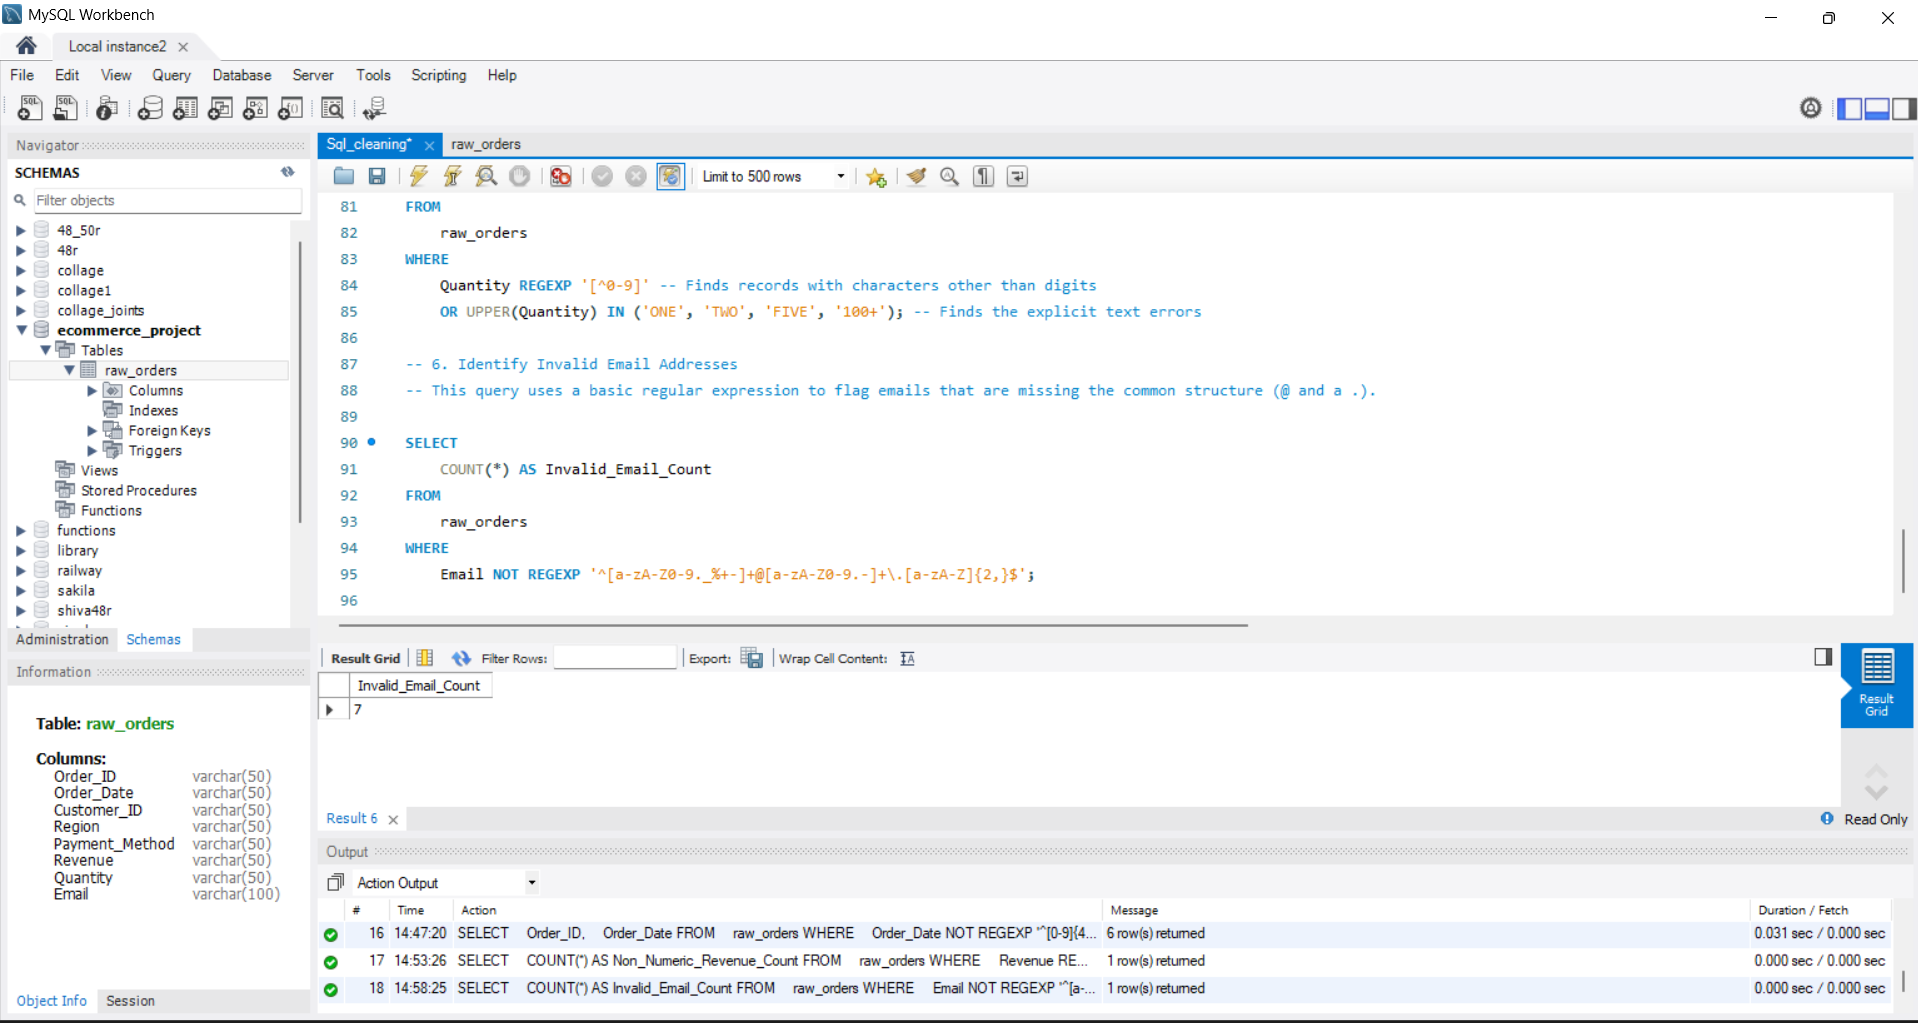 MySQL Workbench
Local instance2
File Edit View Query Database Server Tools Scripting Help
Navigator
SCHEMAS
Filter objects
48_50r
48r
collage
collage1
collage_joints
ecommerce_project
Tables
raw_orders
Columns
Indexes
Foreign Keys
Triggers
Views
Stored Procedures
Functions
functions
library
railway
sakila
shiva48r
Administration Schemas
Information
Table: raw_orders
Columns:
Order_ID varchar(50)
Order_Date varchar(50)
Customer_ID varchar(50)
Region varchar(50)
Payment_Method varchar(50)
Revenue varchar(50)
Quantity varchar(50)
Email varchar(100)
Object Info Session
Sql_cleaning* raw_orders
Limit to 500 rows
81 FROM
82 raw_orders
83 WHERE
84 Quantity REGEXP '[^0-9]' -- Finds records with characters other than digits
85 OR UPPER(Quantity) IN ('ONE', 'TWO', 'FIVE', '100+'); -- Finds the explicit text errors
86
87 -- 6. Identify Invalid Email Addresses
88 -- This query uses a basic regular expression to flag emails that are missing the common structure (@ and a .).
89
90 SELECT
91 COUNT(*) AS Invalid_Email_Count
92 FROM
93 raw_orders
94 WHERE
95 Email NOT REGEXP '^[a-zA-Z0-9._%+-]+@[a-zA-Z0-9.-]+\.[a-zA-Z]{2,}$';
96
Result Grid Filter Rows: Export: Wrap Cell Content:
Invalid_Email_Count
7
Result Grid
Result 6
Read Only
Output
Action Output
# Time Action Message Duration / Fetch
16 14:47:20 SELECT Order_ID, Order_Date FROM raw_orders WHERE Order_Date NOT REGEXP '^[0-9]{4... 6 row(s) returned 0.031 sec / 0.000 sec
17 14:53:26 SELECT COUNT(*) AS Non_Numeric_Revenue_Count FROM raw_orders WHERE Revenue RE... 1 row(s) returned 0.000 sec / 0.000 sec
18 14:58:25 SELECT COUNT(*) AS Invalid_Email_Count FROM raw_orders WHERE Email NOT REGEXP '^[a-... 1 row(s) returned 0.000 sec / 0.000 sec